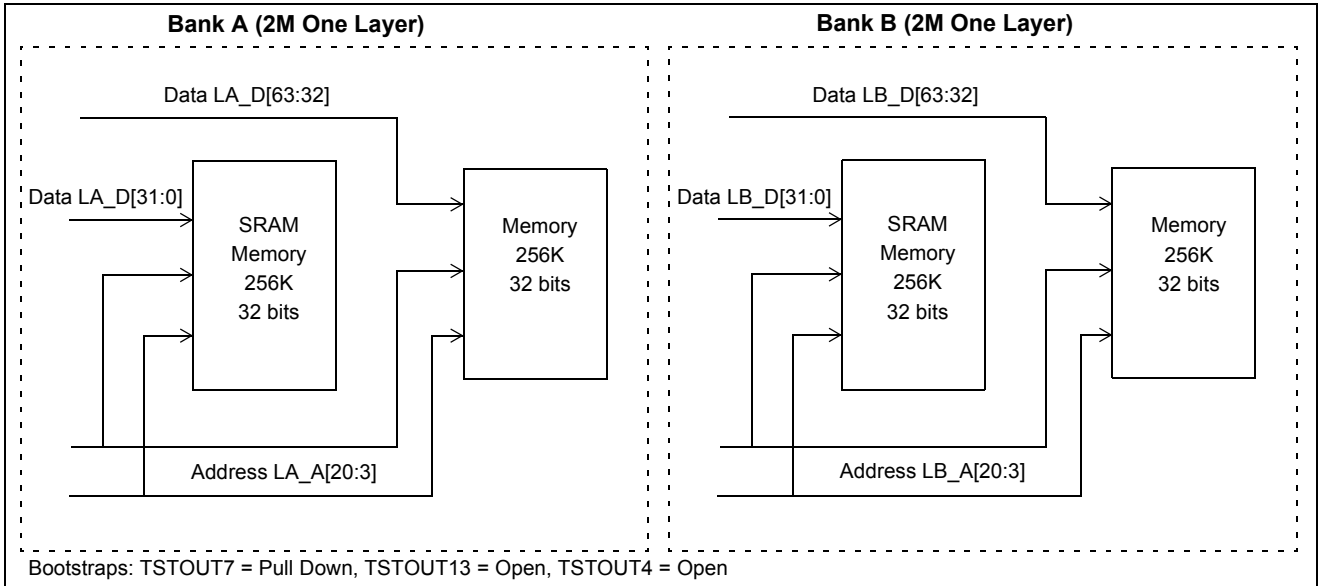 Bank A (2M One Layer)
Data LA_D[63:32]
Data LA_D[31:0]
SRAM
Memory
256K
32 bits
Memory
256K
32 bits
Address LA_A[20:3]
Bank B (2M One Layer)
Data LB_D[63:32]
Data LB_D[31:0]
SRAM
Memory
256K
32 bits
Memory
256K
32 bits
Address LB_A[20:3]
Bootstraps: TSTOUT7 = Pull Down, TSTOUT13 = Open, TSTOUT4 = Open